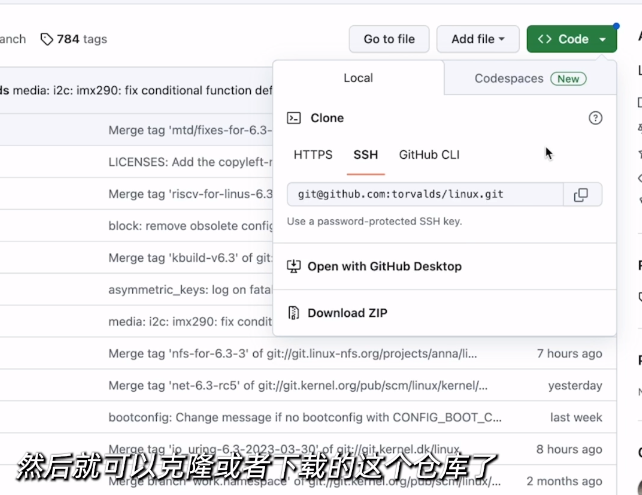 anch
784 tags
Go to file
Add file
<> Code
Local
Codespaces New
ds media: i2c: imx290: fix conditional function def
Clone
HTTPS SSH GitHub CLI
git@github.com:torvalds/linux.git
Use a password-protected SSH key.
Open with GitHub Desktop
Download ZIP
Merge tag 'mtd/fixes-for-6.3-
LICENSES: Add the copyleft-n
Merge tag 'riscv-for-linus-6.3
block: remove obsolete config
Merge tag 'kbuild-v6.3' of git:
asymmetric_keys: log on fatal
media: i2c: imx290: fix condit
Merge tag 'nfs-for-6.3-3' of git://git.linux-nfs.org/projects/anna/li... 7 hours ago
Merge tag 'net-6.3-rc5' of git://git.kernel.org/pub/scm/linux/kernel/... yesterday
bootconfig: Change message if no bootconfig with CONFIG_BOOT_C... last week
Merge tag 'io_uring-6.3-2023-03-30' of git://git.kernel.dk/linux 8 hours ago
然后就可以克隆或者下载的这个仓库了
Merge branch 'work.namespace' of git://git.kernel.org/pub/scm/linux/... 2 months ago